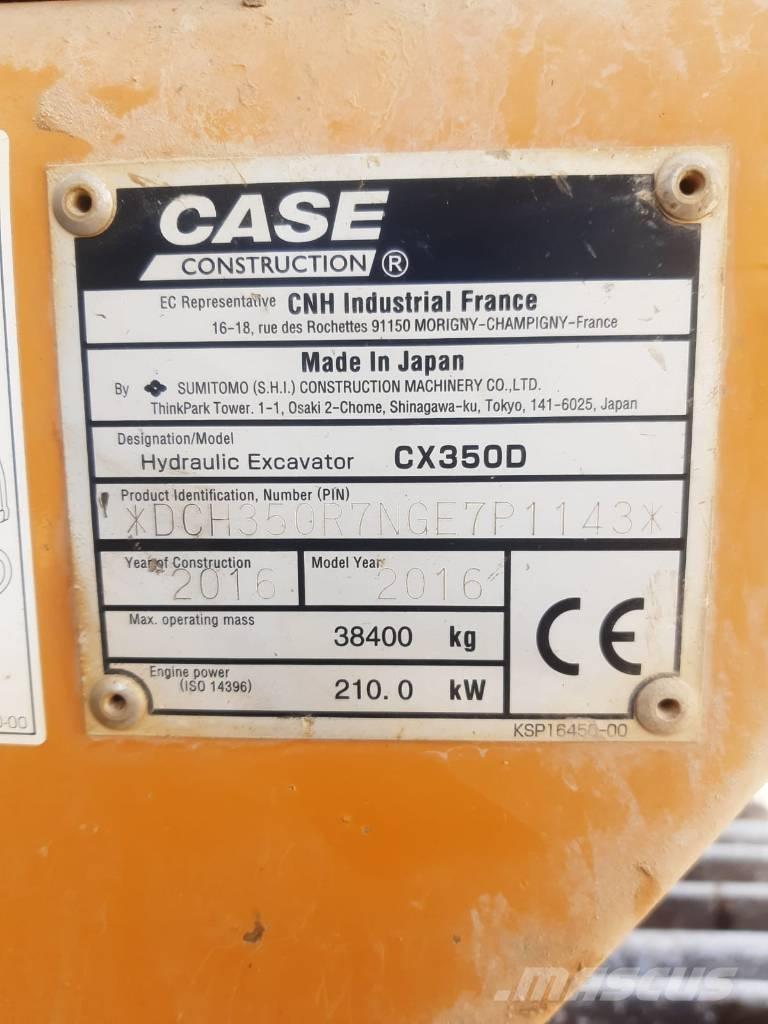 CASE
CONSTRUCTION ®
EC Representative CNH Industrial France
16-18, rue des Rochettes 91150 MORIGNY-CHAMPIGNY-France
Made In Japan
By SUMITOMO (S.H.I.) CONSTRUCTION MACHINERY CO.,LTD.
ThinkPark Tower. 1-1, Osaki 2-Chome, Shinagawa-ku, Tokyo, 141-6025, Japan
Designation/Model
Hydraulic Excavator CX350D
Product Identification, Number (PIN)
*DCH350R7NGE7P1143*
Year of Construction Model Year
2016 2016
Max. operating mass 38400 kg
Engine power
(ISO 14396) 210.0 kW
CE
KSP16450-00
-00
MASCUS